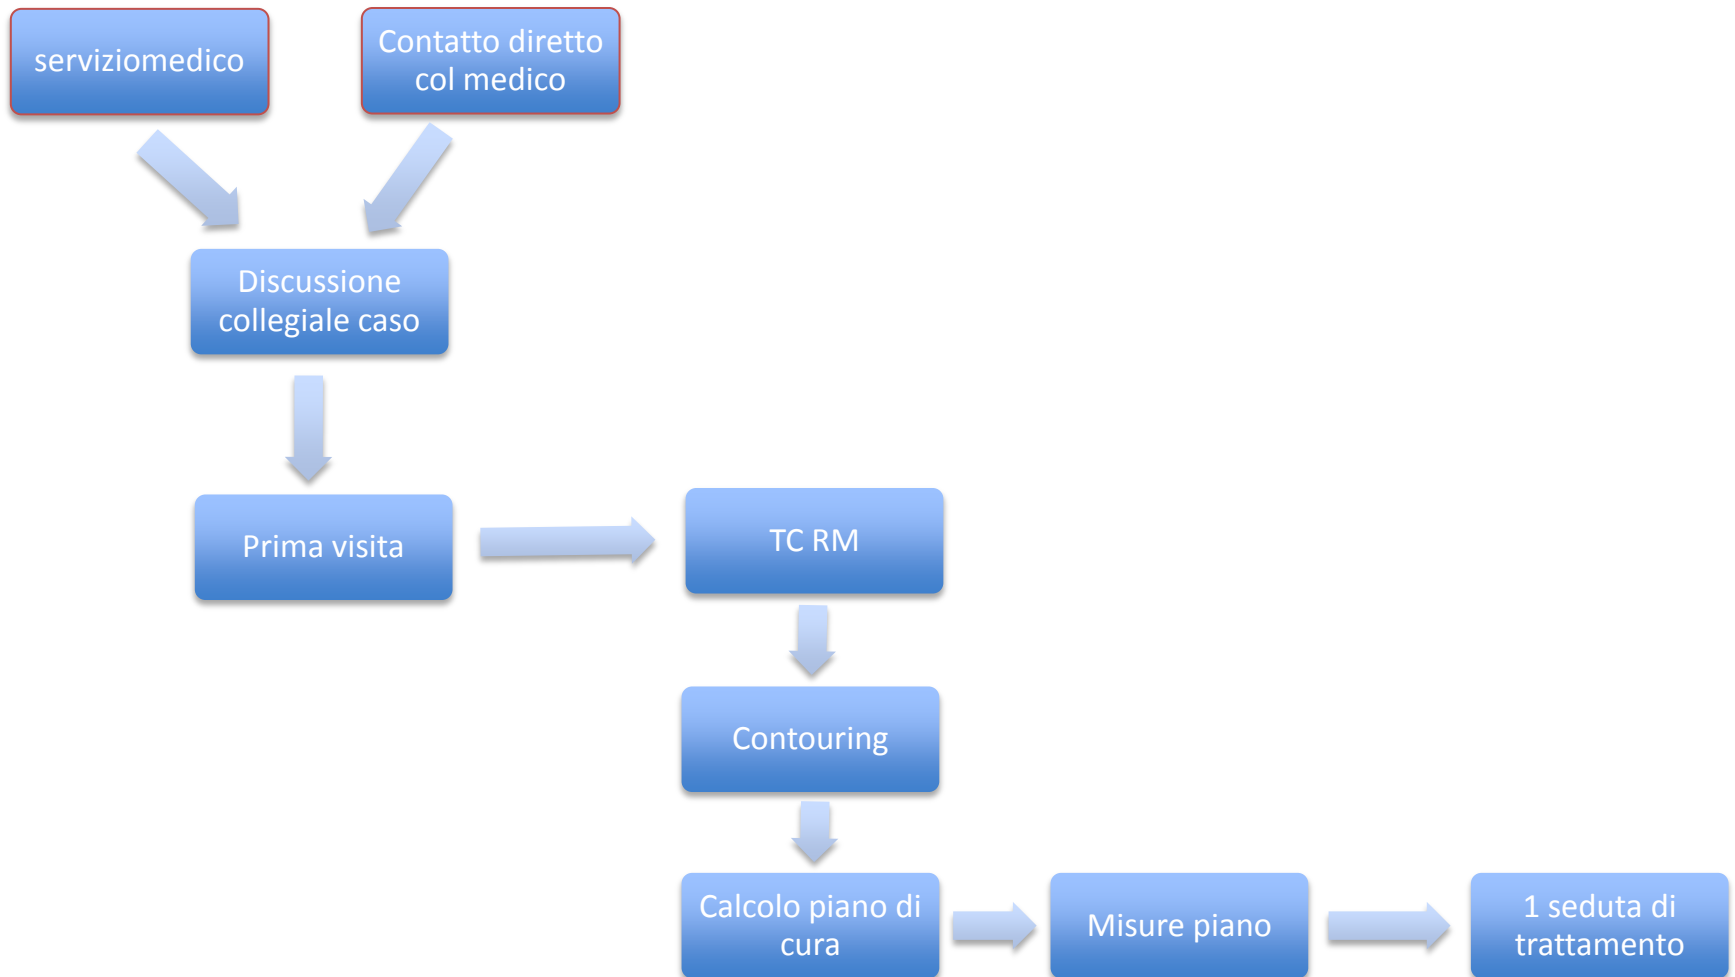 serviziomedico
Contatto diretto
col medico
Discussione
collegiale caso
Prima visita
TC RM
Contouring
Calcolo piano di
cura
Misure piano
1 seduta di
trattamento